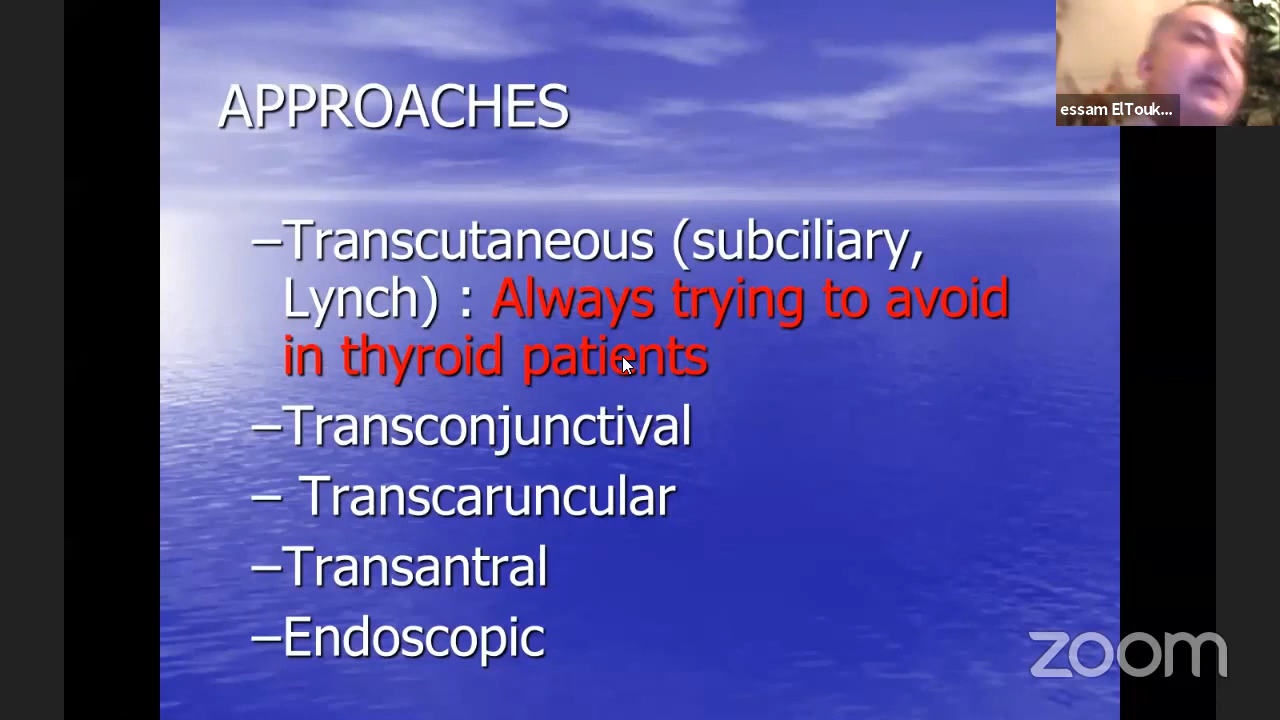 essam ElTouk...
APPROACHES
–Transcutaneous (subciliary,
Lynch) : Always trying to avoid
in thyroid patients
–Transconjunctival
– Transcaruncular
–Transantral
–Endoscopic
zoom